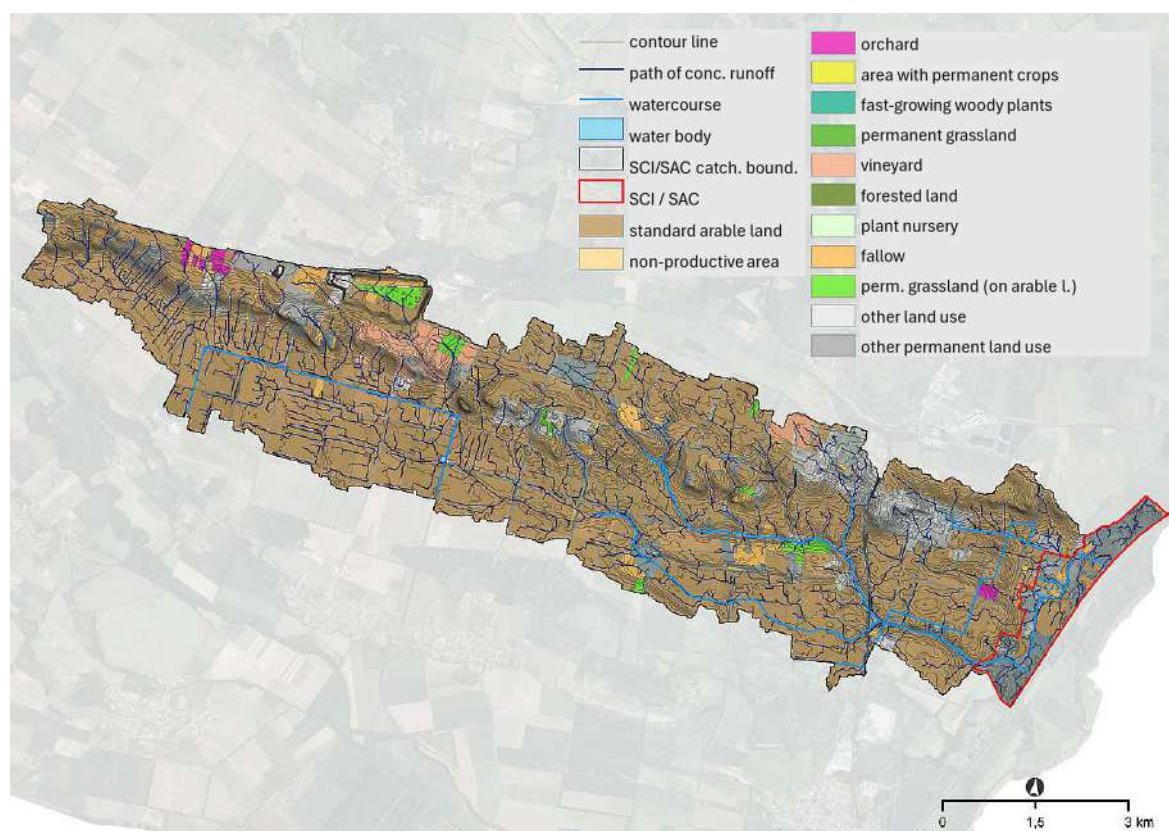 contour line
path of conc. runoff
watercourse
water body
SCI/SAC catch. bound.
SCI / SAC
standard arable land
non-productive area
orchard
area with permanent crops
fast-growing woody plants
permanent grassland
vineyard
forested land
plant nursery
fallow
perm. grassland (on arable l.)
other land use
other permanent land use
0 1,5 3 km